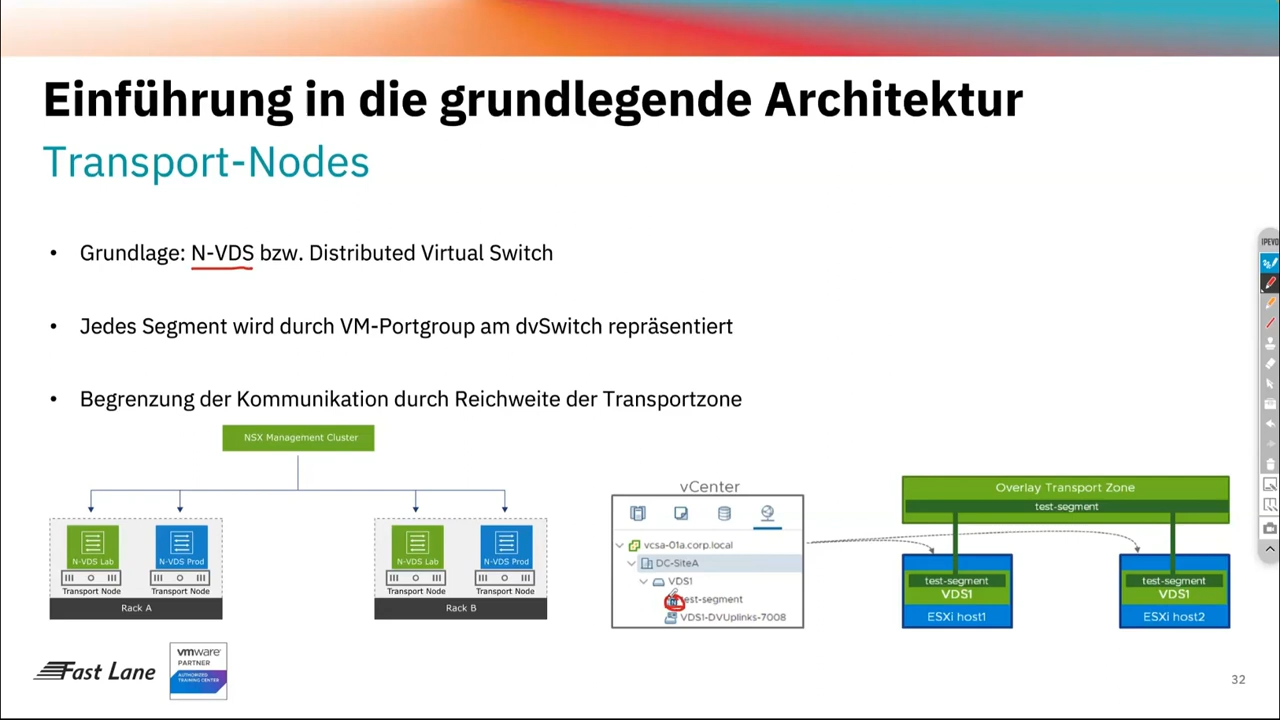 Einführung in die grundlegende Architektur
Transport-Nodes
• Grundlage: N-VDS bzw. Distributed Virtual Switch
• Jedes Segment wird durch VM-Portgroup am dvSwitch repräsentiert
• Begrenzung der Kommunikation durch Reichweite der Transportzone
NSX Management Cluster
N-VDS Lab
N-VDS Prod
Transport Node
Transport Node
Rack A
N-VDS Lab
N-VDS Prod
Transport Node
Transport Node
Rack B
vCenter
vcsa-01a.corp.local
DC-SiteA
VDS1
test-segment
VDS1-DVUplinks-7008
Overlay Transport Zone
test-segment
test-segment
VDS1
ESXi host1
test-segment
VDS1
ESXi host2
Fast Lane
vmware
PARTNER
AUTHORIZED
TRAINING CENTER
32
IPEVO